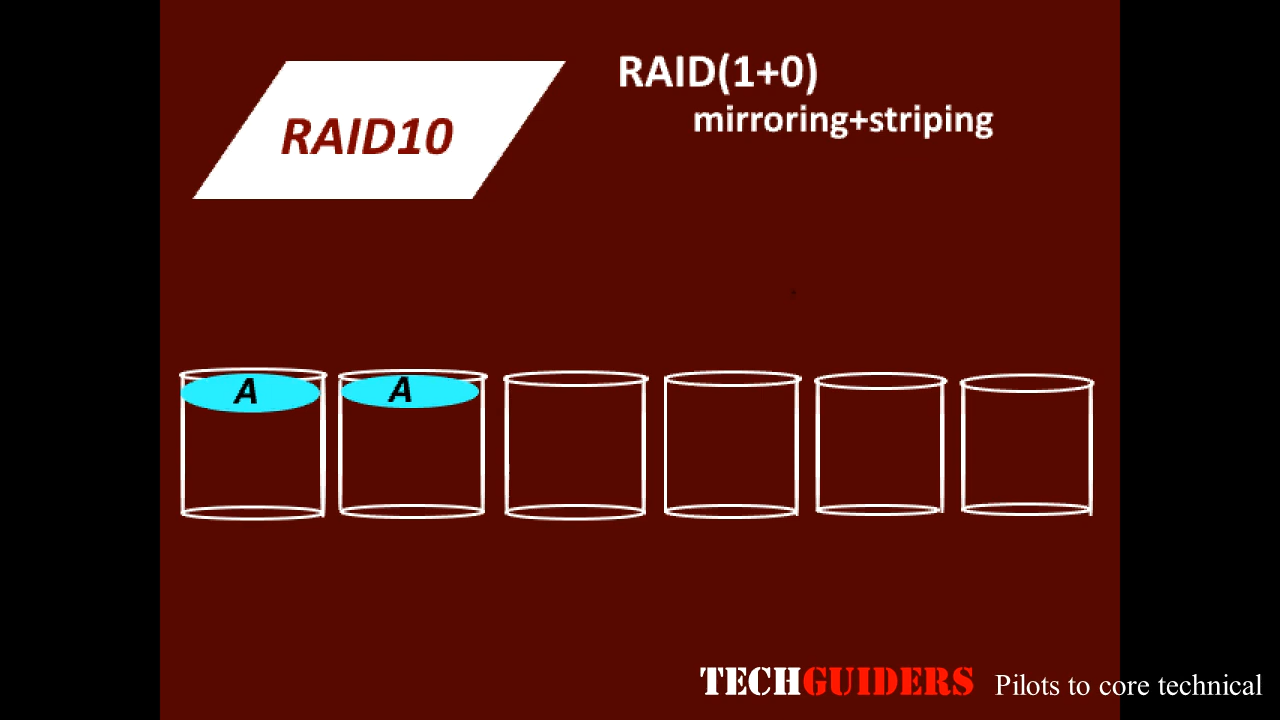 RAID10
RAID(1+0)
mirroring+striping
A A
TECHGUIDERS Pilots to core technical